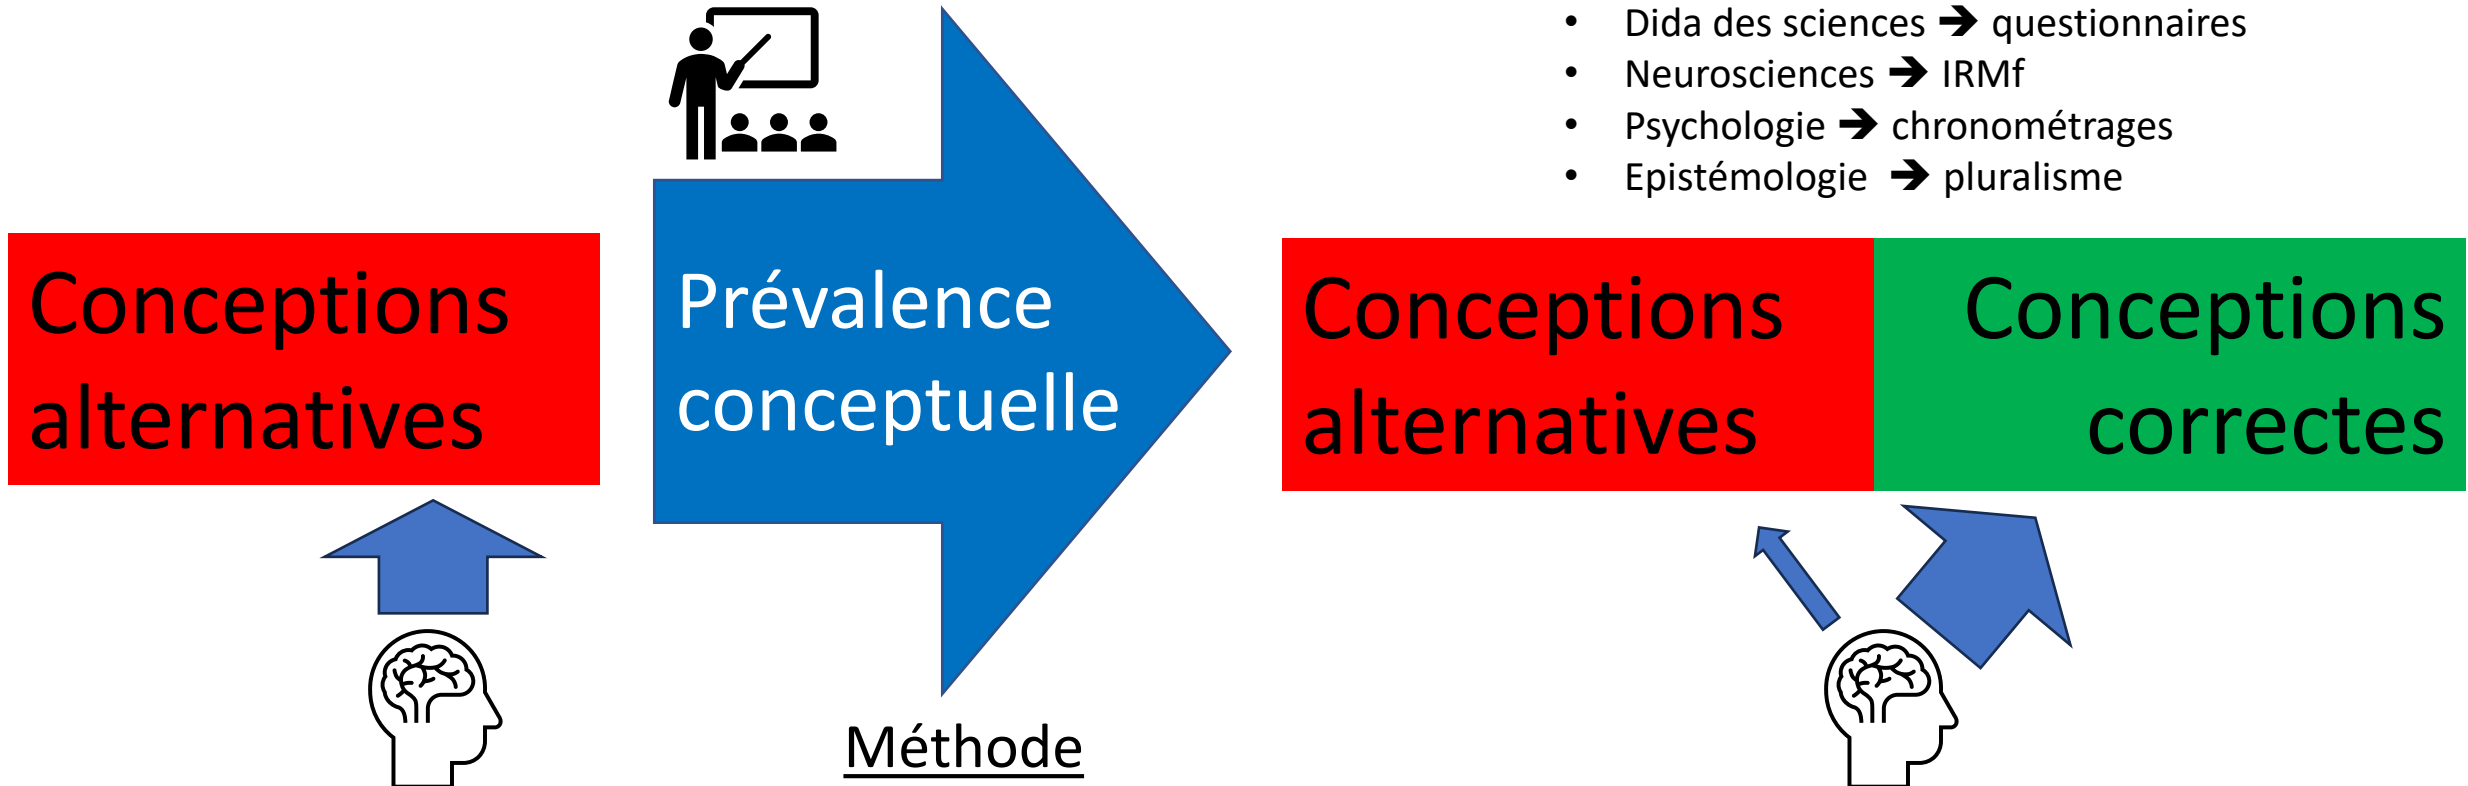 • Dida des sciences ➔ questionnaires
• Neurosciences ➔ IRMf
• Psychologie ➔ chronométrages
• Epistémologie ➔ pluralisme
Conceptions
alternatives
Prévalence
conceptuelle
Conceptions
alternatives
Conceptions
correctes
Méthode